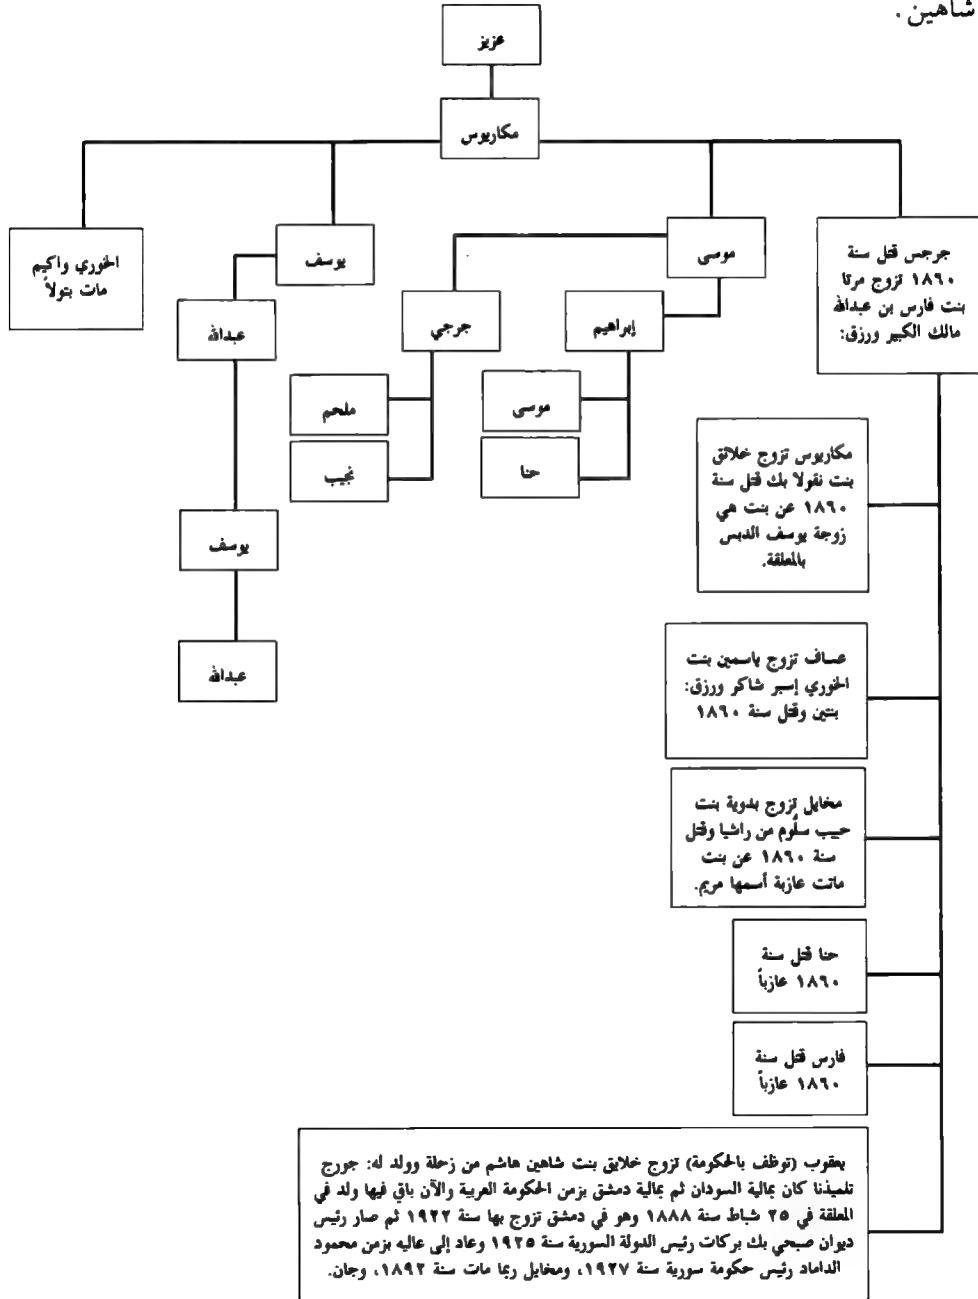 شاهين.
عزيز
مكاريوس
جرجس قتل سنة
١٨٦٠ تزوج مرتا
بنت فارس بن عبدالله
مالك الكبير ورزق:
موسى
يوسف
الخوري واكيم
مات بتولاً
إبراهيم
جرجي
عبدالله
موسى
حنا
ملحم
نجيب
يوسف
عبدالله
مكاريوس تزوج خلائق
بنت نقولا بك قتل سنة
١٨٦٠ عن بنت هي
زوجة يوسف الدبس
بالمعلقة.
عساف تزوج ياسمين بنت
الخوري إسبر شاكر ورزق:
بنتين وقتل سنة ١٨٦٠
مخايل تزوج بدوية بنت
حبيب سلّوم من راشيا وقتل
سنة ١٨٦٠ عن بنت
ماتت عازبة أسمها مريم.
حنا قتل سنة
١٨٦٠ عازباً
فارس قتل سنة
١٨٦٠ عازباً
يعقوب (توظف بالحكومة) تزوج خلايق بنت شاهين هاشم من زحلة وولد له: جورج
تلميذنا كان بمالية السودان ثم بمالية دمشق بزمن الحكومة العربية والآن باقٍ فيها ولد في
المعلقة في ٢٥ شباط سنة ١٨٨٨ وهو في دمشق تزوج بها سنة ١٩٢٢ ثم صار رئيس
ديوان صبحي بك بركات رئيس الدولة السورية سنة ١٩٢٥ وعاد إلى عاليه بزمن محمود
الداماد رئيس حكومة سورية سنة ١٩٢٧، ومخايل ربما مات سنة ١٨٩٢، وجان.